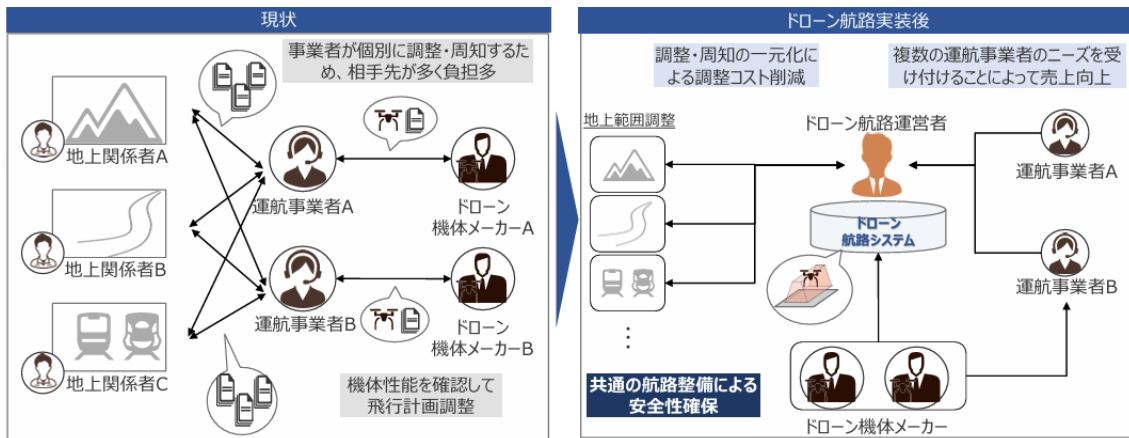 現状
事業者が個別に調整・周知するた
め、相手先が多く負担多
地上関係者A
運航事業者A
ドローン
機体メーカーA
地上関係者B
運航事業者B
ドローン
機体メーカーB
地上関係者C
機体性能を確認して
飛行計画調整
ドローン航路実装後
調整・周知の一元化に
よる調整コスト削減
複数の運航事業者のニーズを受
け付けることによって売上向上
地上範囲調整
ドローン航路運営者
運航事業者A
ドローン
航路システム
運航事業者B
⋮
共通の航路整備による
安全性確保
ドローン機体メーカー